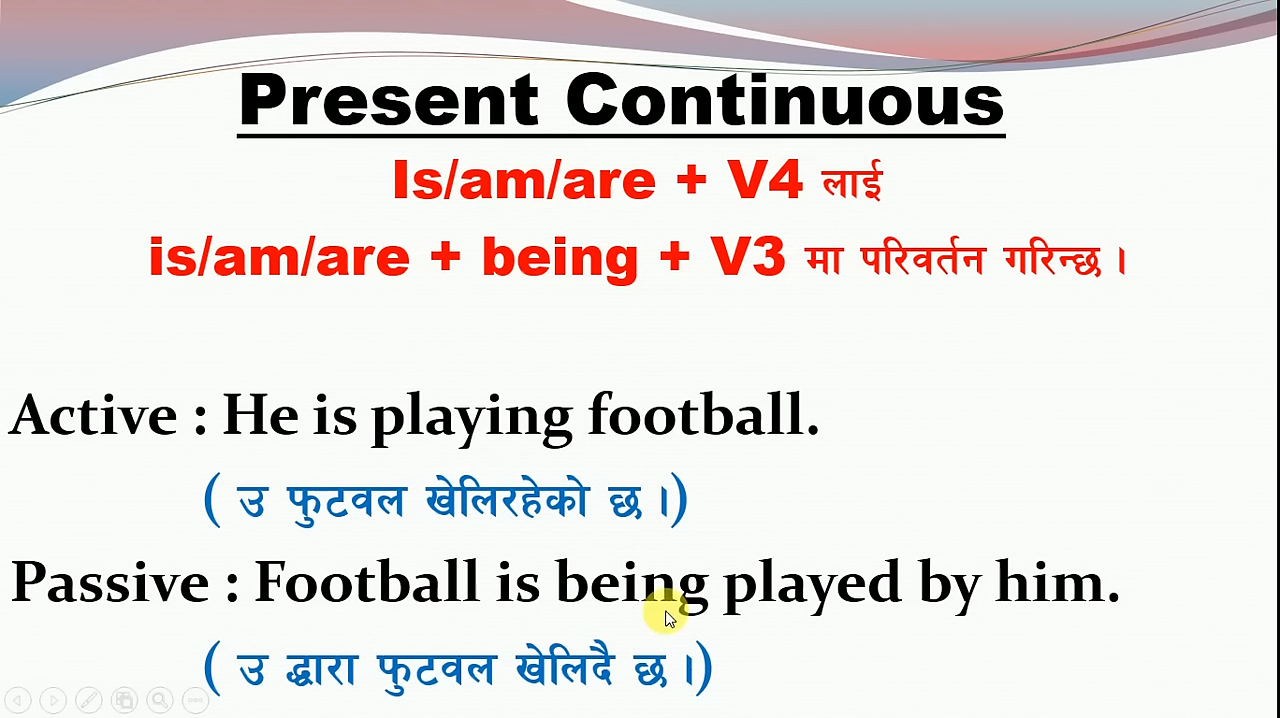 Present Continuous
Is/am/are + V4 लाई
is/am/are + being + V3 मा परिवर्तन गरिन्छ ।
Active : He is playing football.
( उ फुटवल खेलिरहेको छ ।)
Passive : Football is being played by him.
( उ द्धारा फुटवल खेलिदै छ ।)